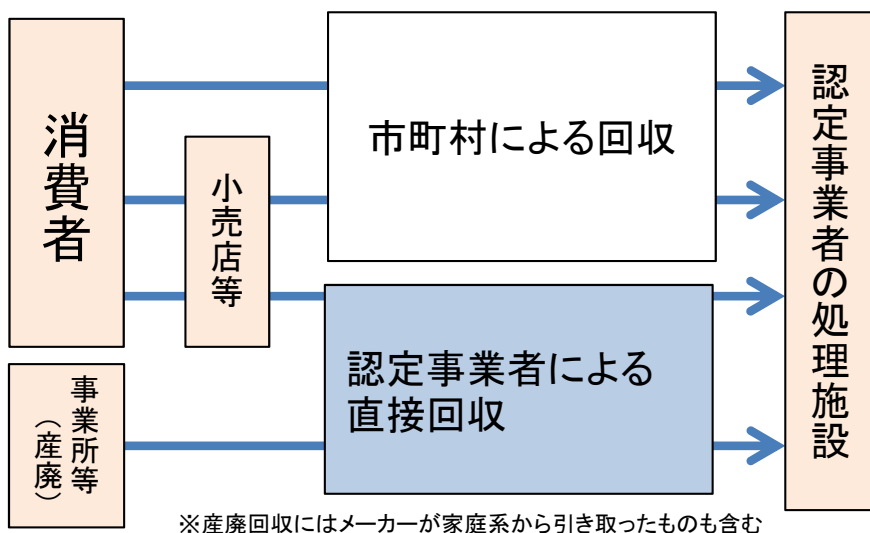 消費者
小売店等
市町村による回収
認定事業者による
直接回収
事業所等
（産廃）
認定事業者の処理施設
※産廃回収にはメーカーが家庭系から引き取ったものも含む